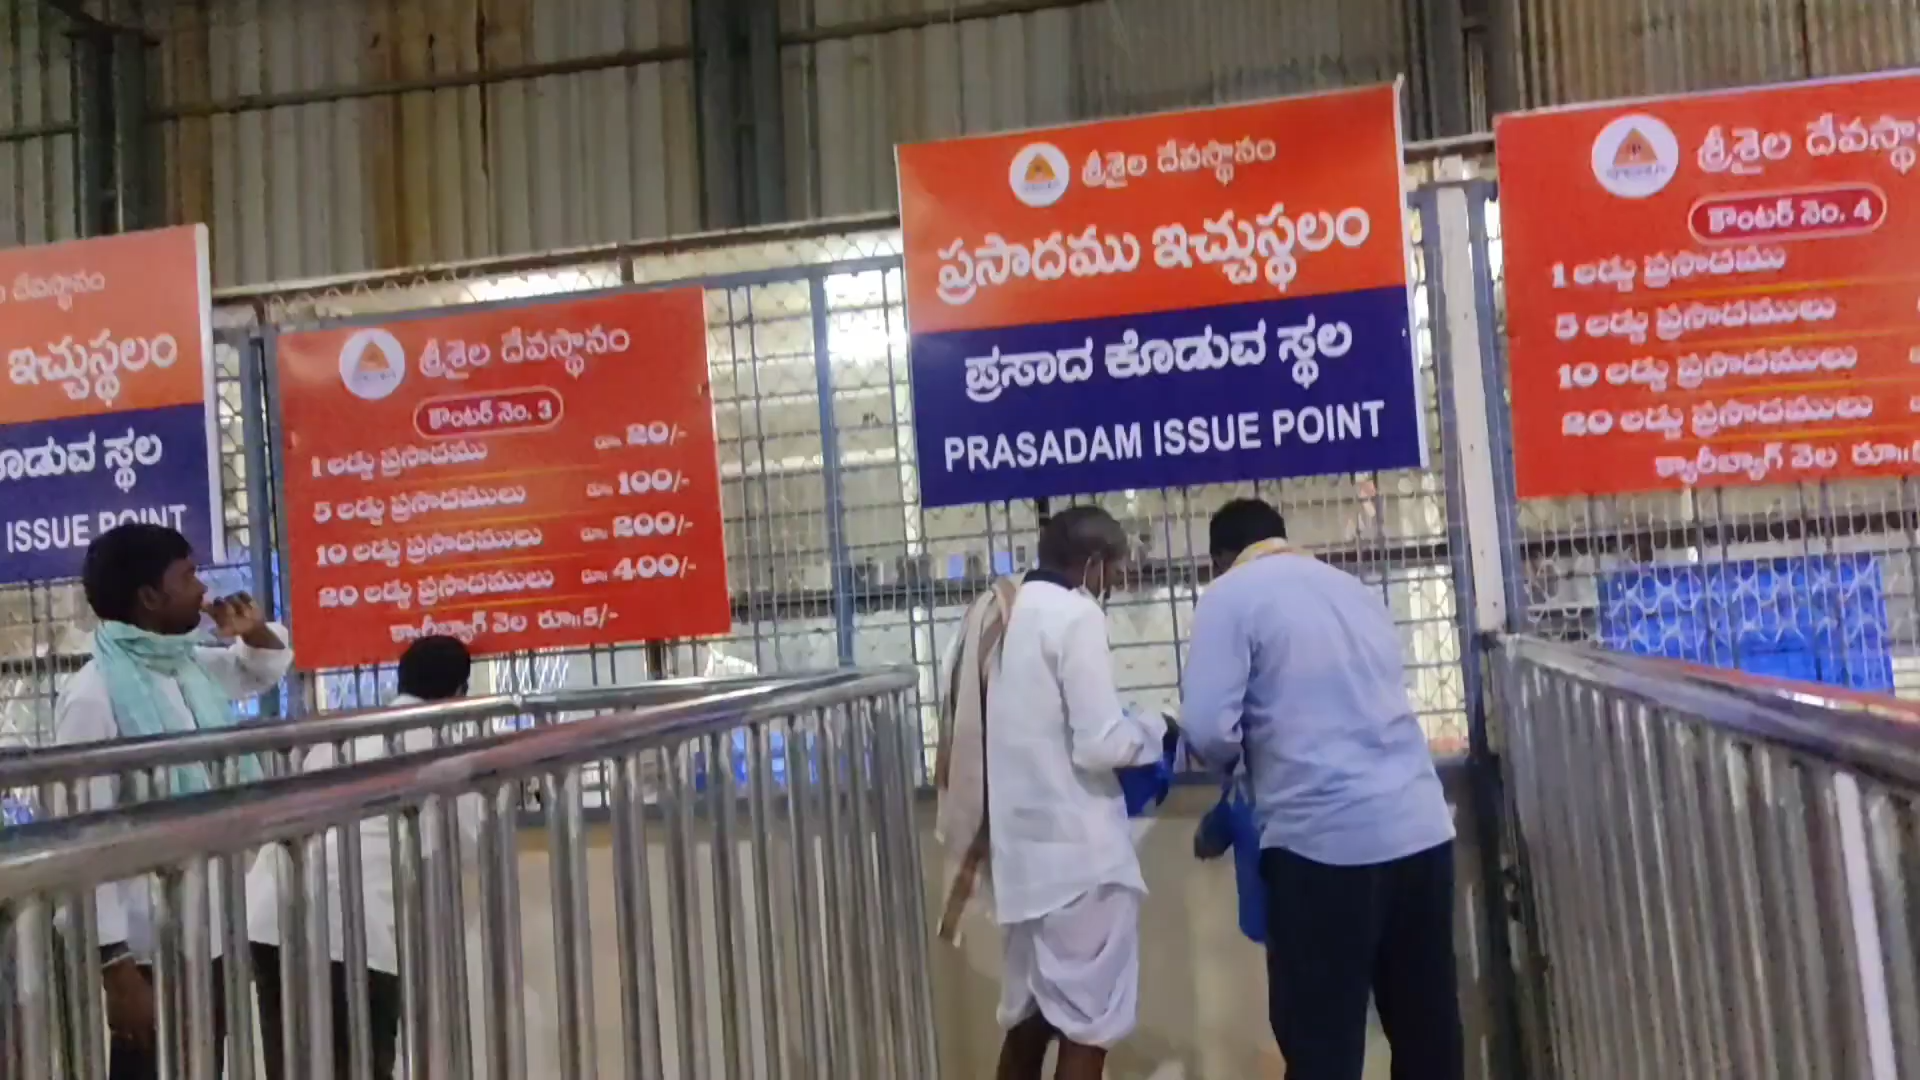 దేవస్థానం
ఇచ్చుస్థలం
ಕೊಡುವ ಸ್ಥಳ
ISSUE POINT
శ్రీశైల దేవస్థానం
కౌంటర్ నెం. 3
1 లడ్డు ప్రసాదము రూ. 20/-
5 లడ్డు ప్రసాదములు రూ. 100/-
10 లడ్డు ప్రసాదములు రూ. 200/-
20 లడ్డు ప్రసాదములు రూ. 400/-
క్యారీబ్యాగ్ వెల రూ॥5/-
శ్రీశైల దేవస్థానం
ప్రసాదము ఇచ్చుస్థలం
ಪ್ರಸಾದ ಕೊಡುವ ಸ್ಥಲ
PRASADAM ISSUE POINT
శ్రీశైల
కౌంటర్ నెం. 4
1 లడ్డు ప్రసాదము
5 లడ్డు ప్రసాదములు
10 లడ్డు ప్రసాదములు
20 లడ్డు ప్రసాదములు
క్యారీబ్యాగ్ వెల రూ॥